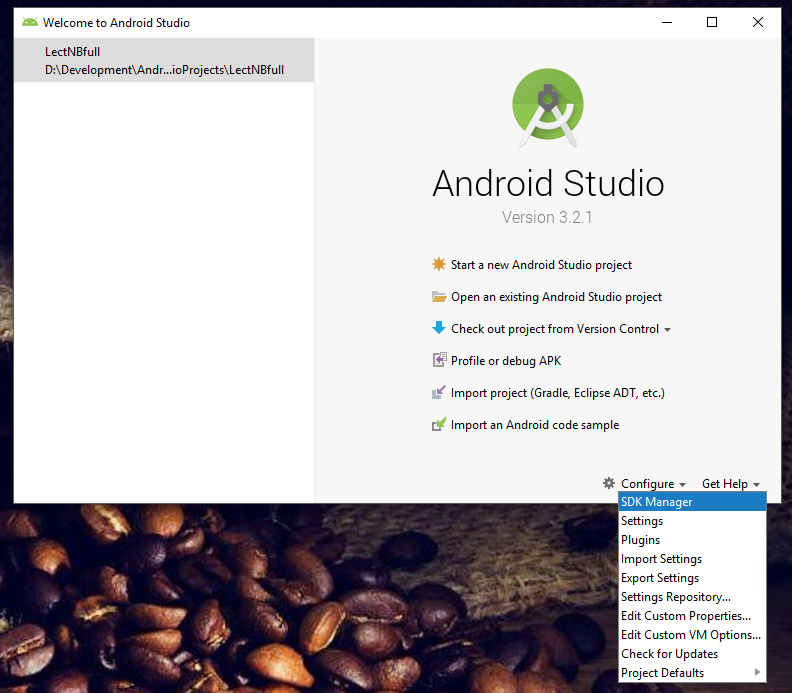 Welcome to Android Studio
LectNBfull
D:\Development\Andr...ioProjects\LectNBfull
Android Studio
Version 3.2.1
Start a new Android Studio project
Open an existing Android Studio project
Check out project from Version Control
Profile or debug APK
Import project (Gradle, Eclipse ADT, etc.)
Import an Android code sample
Configure Get Help
SDK Manager
Settings
Plugins
Import Settings
Export Settings
Settings Repository...
Edit Custom Properties...
Edit Custom VM Options...
Check for Updates
Project Defaults